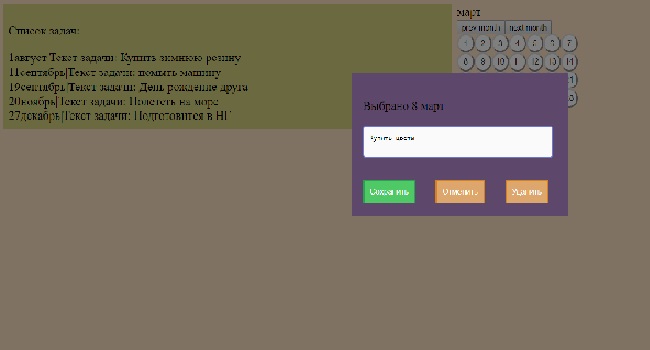 Список задач:
1август|Текст задачи: Купить зимнюю резину
11сентябрь|Текст задачи: помыть машину
19сентябрь|Текст задачи: День рождение друга
20ноябрь|Текст задачи: Полететь на море
27декабрь|Текст задачи: Подготовится в НГ
март
prev month next month
1 2 3 4 5 6 7
8 9 10 11 12 13 14
Выбрано 8 март
Купить цветы
Сохранить Отменить Удалить